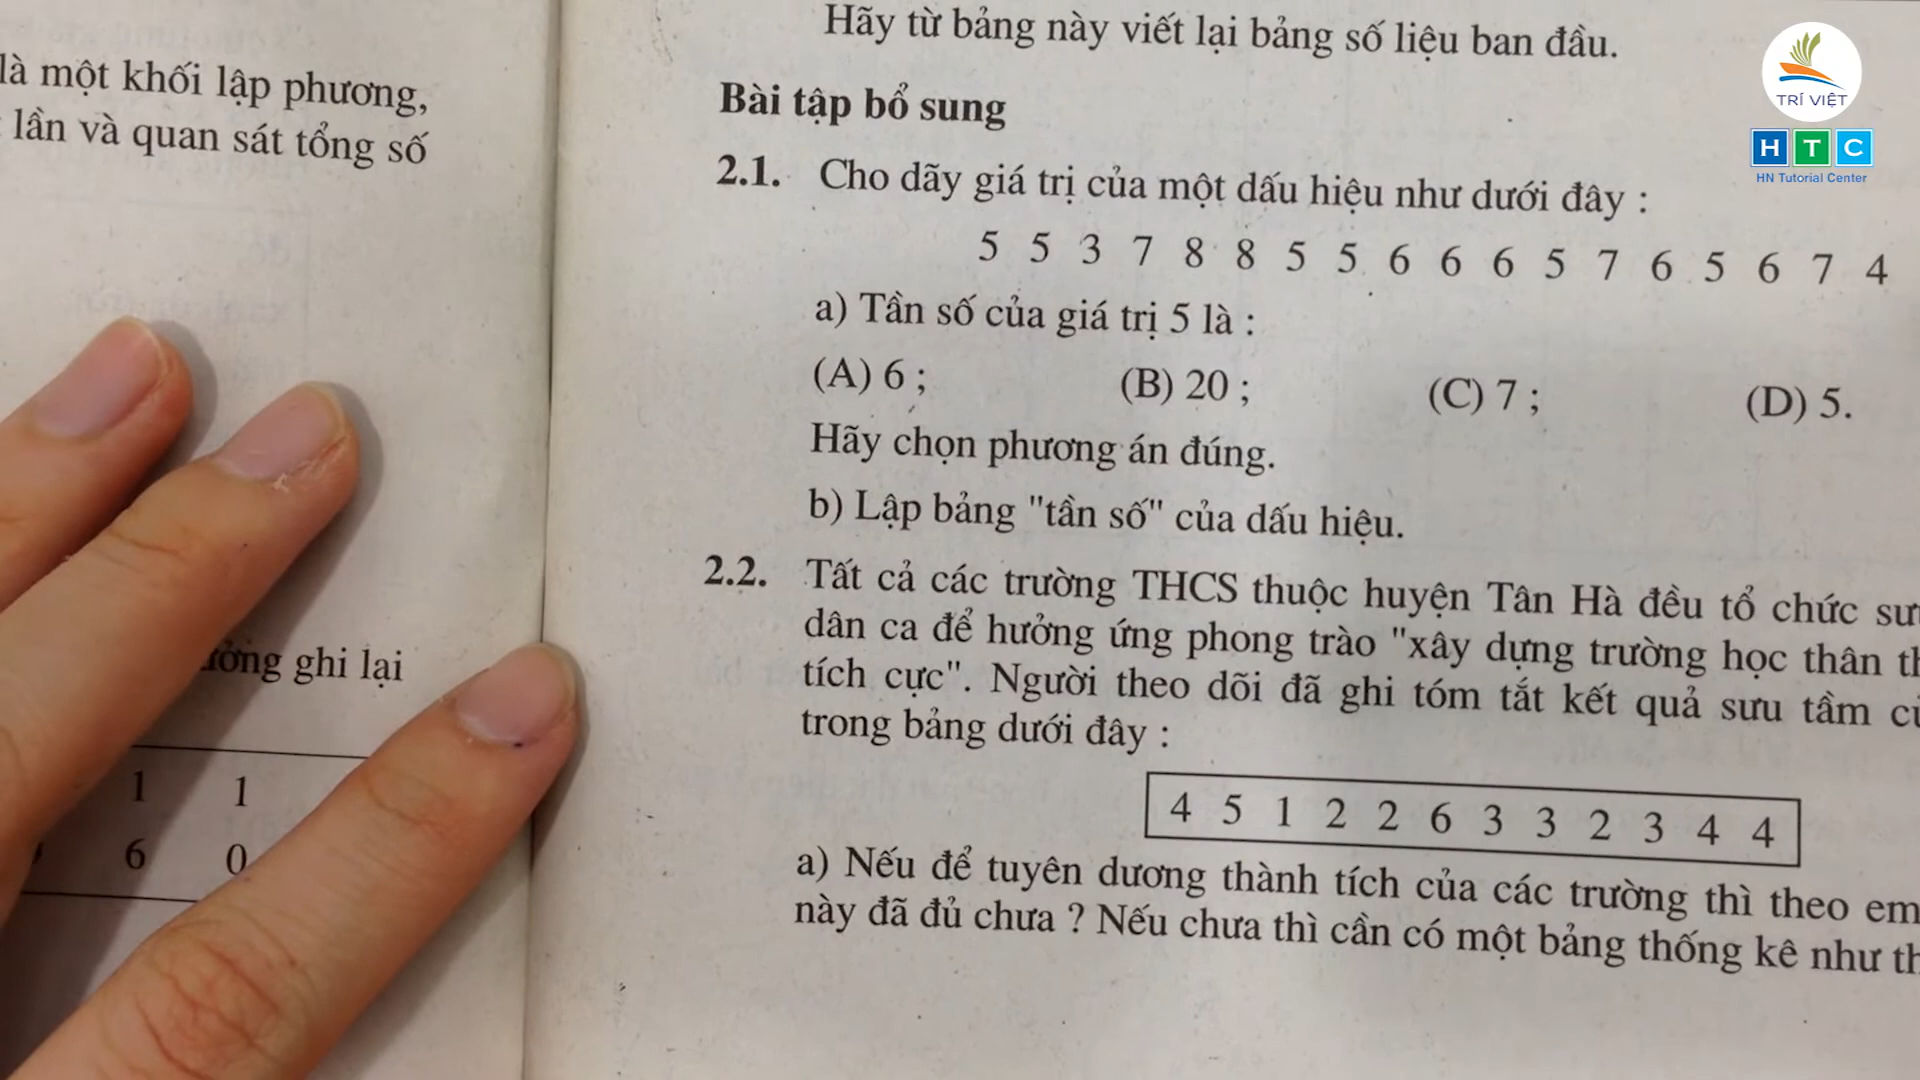 là một khối lập phương,
lần và quan sát tổng số
ghi lại
1 1
6 0
Hãy từ bảng này viết lại bảng số liệu ban đầu.
Bài tập bổ sung
2.1. Cho dãy giá trị của một dấu hiệu như dưới đây :
5 5 3 7 8 8 5 5 6 6 6 5 7 6 5 6 7 4
a) Tần số của giá trị 5 là :
(A) 6 ; (B) 20 ; (C) 7 ; (D) 5.
Hãy chọn phương án đúng.
b) Lập bảng "tần số" của dấu hiệu.
2.2. Tất cả các trường THCS thuộc huyện Tân Hà đều tổ chức
dân ca để hưởng ứng phong trào "xây dựng trường học thân
tích cực". Người theo dõi đã ghi tóm tắt kết quả sưu tầm
trong bảng dưới đây :
4 5 1 2 2 6 3 3 2 3 4 4
a) Nếu để tuyên dương thành tích của các trường thì theo em
này đã đủ chưa ? Nếu chưa thì cần có một bảng thống kê như
TRÍ VIỆT
H T C
HN Tutorial Center